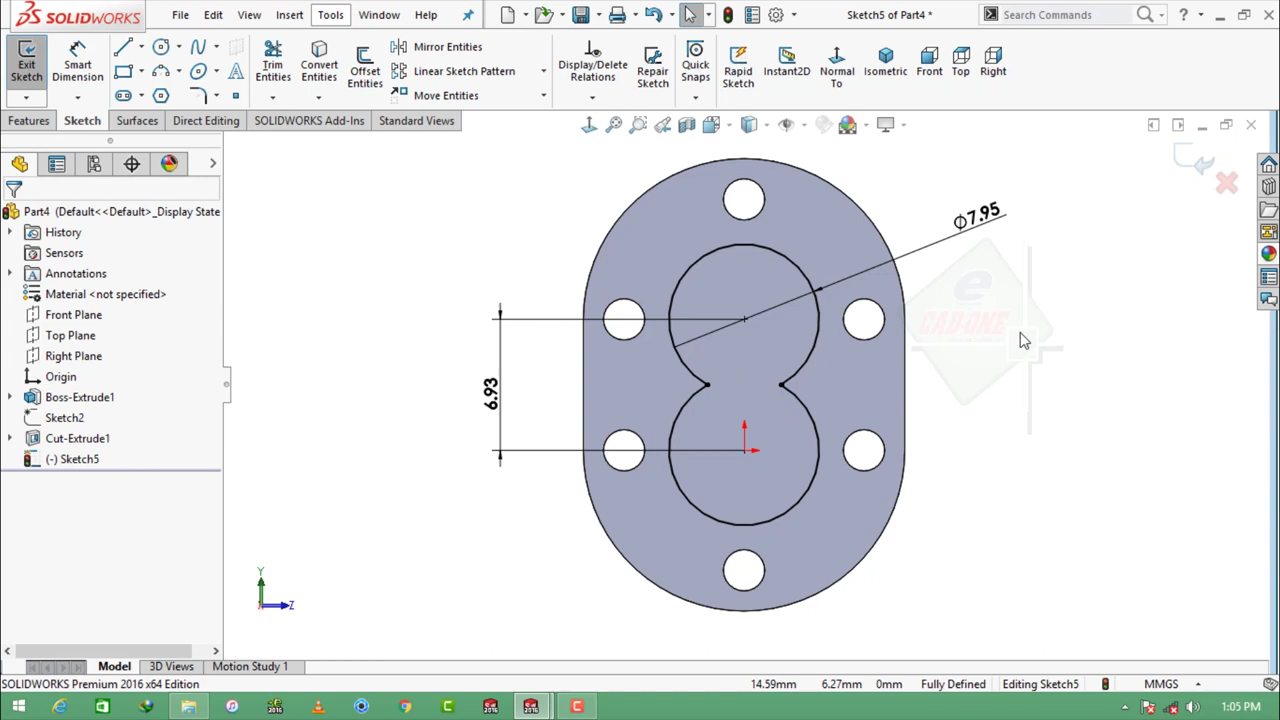 SOLIDWORKS File Edit View Insert Tools Window Help Sketch5 of Part4 * Search Commands ?
Exit Sketch
Smart Dimension
Trim Entities
Convert Entities
Offset Entities
Mirror Entities
Linear Sketch Pattern
Move Entities
Display/Delete Relations
Repair Sketch
Quick Snaps
Rapid Sketch
Instant2D
Normal To
Isometric
Front
Top
Right
Features Sketch Surfaces Direct Editing SOLIDWORKS Add-Ins Standard Views
Part4 (Default<<Default>_Display State
History
Sensors
Annotations
Material <not specified>
Front Plane
Top Plane
Right Plane
Origin
Boss-Extrude1
Sketch2
Cut-Extrude1
(-) Sketch5
Φ7.95
6.93
e
CAD-ONE
Y
Z
Model 3D Views Motion Study 1
SOLIDWORKS Premium 2016 x64 Edition 14.59mm 6.27mm 0mm Fully Defined Editing Sketch5 MMGS
1:05 PM